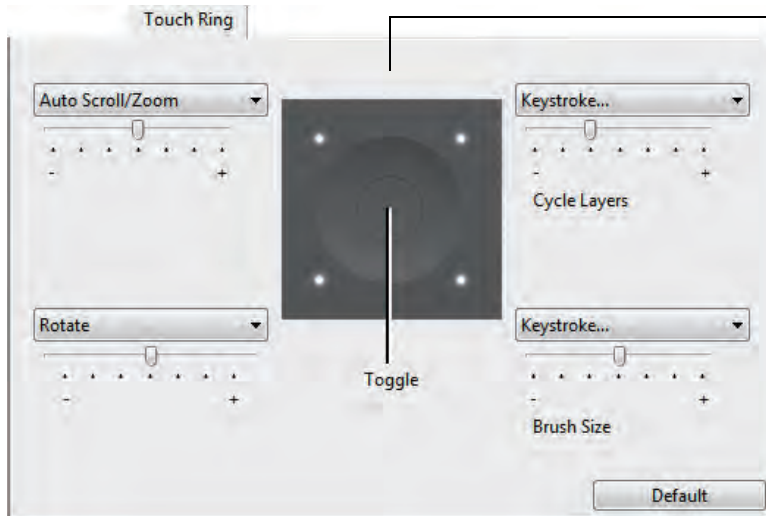 Touch Ring
Auto Scroll/Zoom
- +
Keystroke...
- +
Cycle Layers
Rotate
- +
Toggle
Keystroke...
- +
Brush Size
Default